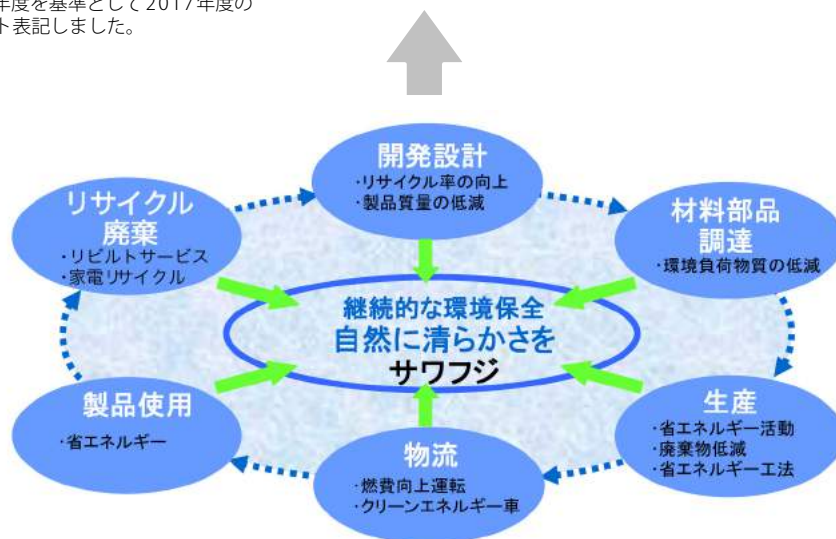 年度を基準として2017年度の
ト表記しました。
開発設計
・リサイクル率の向上
・製品質量の低減
リサイクル
廃棄
・リビルトサービス
・家電リサイクル
材料部品
調達
・環境負荷物質の低減
継続的な環境保全
自然に清らかさを
サワフジ
製品使用
・省エネルギー
生産
・省エネルギー活動
・廃棄物低減
・省エネルギー工法
物流
・燃費向上運転
・クリーンエネルギー車